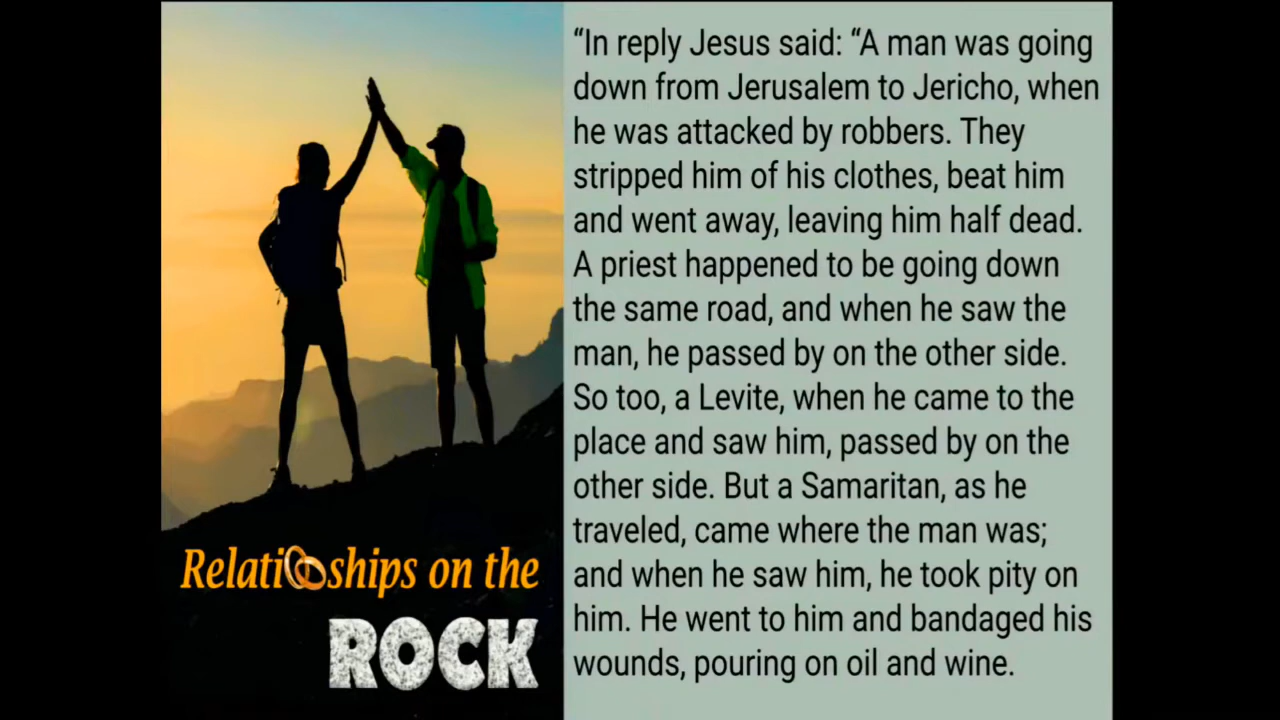 “In reply Jesus said: “A man was going
down from Jerusalem to Jericho, when
he was attacked by robbers. They
stripped him of his clothes, beat him
and went away, leaving him half dead.
A priest happened to be going down
the same road, and when he saw the
man, he passed by on the other side.
So too, a Levite, when he came to the
place and saw him, passed by on the
other side. But a Samaritan, as he
traveled, came where the man was;
and when he saw him, he took pity on
him. He went to him and bandaged his
wounds, pouring on oil and wine.
Relationships on the
ROCK